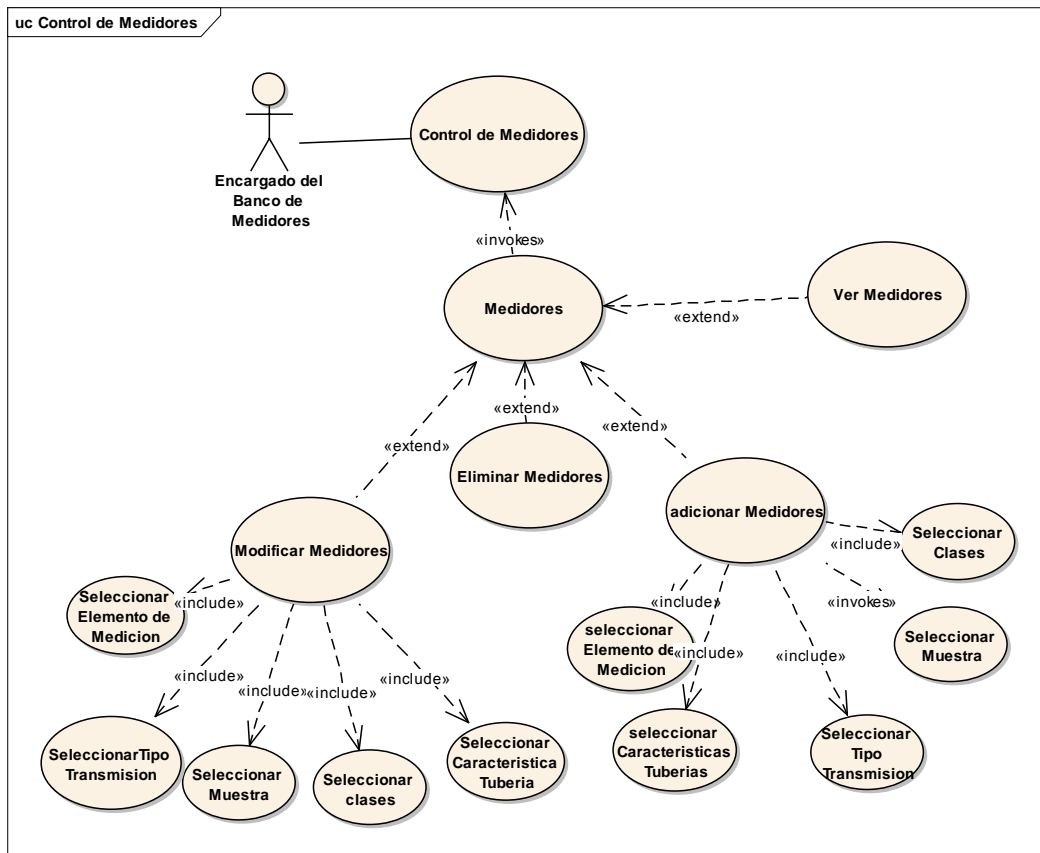 uc Control de Medidores
Control de Medidores
Encargado del
Banco de
Medidores
«invokes»
Medidores
Ver Medidores
«extend»
«extend»
«extend»
«extend»
Eliminar Medidores
adicionar Medidores
Modificar Medidores
«include»
Seleccionar
Clases
«include»
Seleccionar
Elemento de
Medicion
«include»
«invokes»
seleccionar
Elemento de
Medicion
Seleccionar
Muestra
«include»
«include»
«include»
«include»
«include»
«include»
SeleccionarTipo
Transmision
Seleccionar
Muestra
Seleccionar
clases
Seleccionar
Caracteristica
Tuberia
seleccionar
Caracteristicas
Tuberias
Seleccionar
Tipo
Transmision